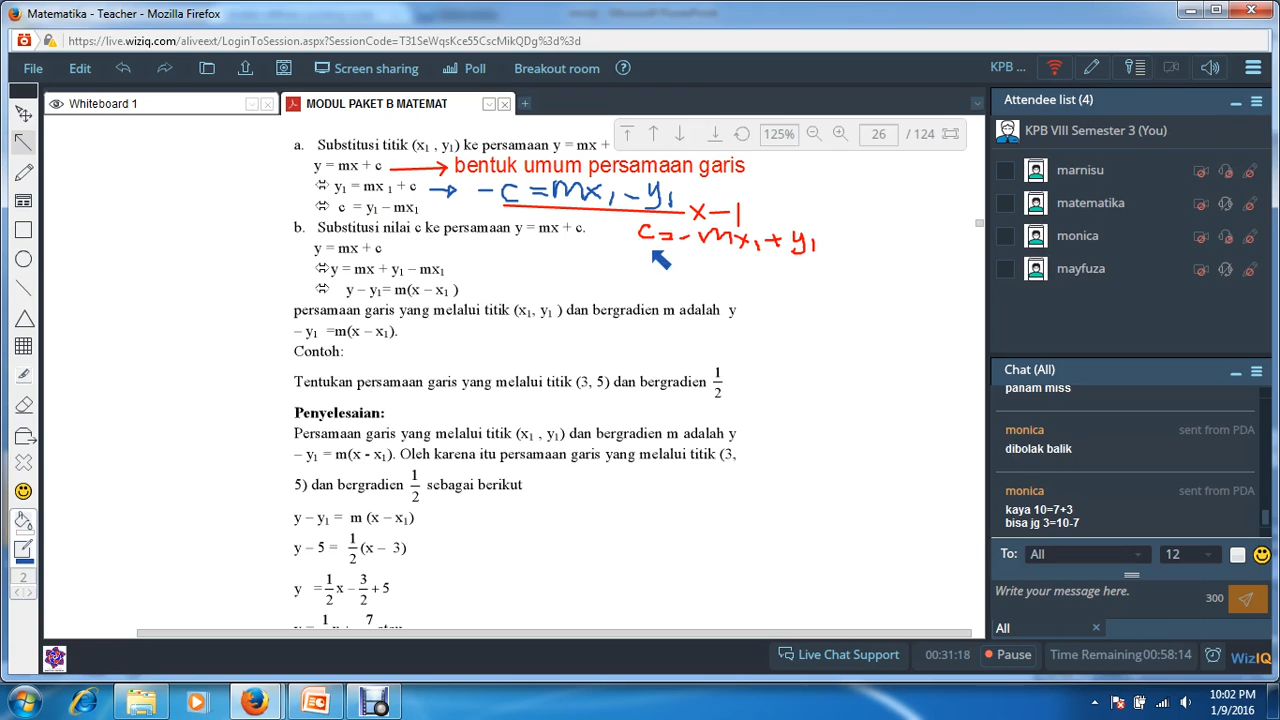 Matematika - Teacher - Mozilla Firefox
https://live.wiziq.com/aliveext/LoginToSession.aspx?SessionCode=T31SeWqsKce55CscMikQDg%3d%3d
File Edit Screen sharing Poll Breakout room ? KPB ...
Whiteboard 1 MODUL PAKET B MATEMAT +
125% 26 / 124
a. Substitusi titik (x₁ , y₁) ke persamaan y = mx +
y = mx + c → bentuk umum persamaan garis
⇔ y₁ = mx ₁ + c → - c = mx₁ - y₁
⇔ c = y₁ – mx₁ x -1
b. Substitusi nilai c ke persamaan y = mx + c. c = - mx₁ + y₁
y = mx + c
⇔ y = mx + y₁ – mx₁
⇔ y – y₁= m(x – x₁ )
persamaan garis yang melalui titik (x₁, y₁ ) dan bergradien m adalah y
– y₁ =m(x – x₁).
Contoh:
Tentukan persamaan garis yang melalui titik (3, 5) dan bergradien 1/2
Penyelesaian:
Persamaan garis yang melalui titik (x₁ , y₁) dan bergradien m adalah y
– y₁ = m(x - x₁). Oleh karena itu persamaan garis yang melalui titik (3,
5) dan bergradien 1/2 sebagai berikut
y – y₁ = m (x – x₁)
y – 5 = 1/2 (x – 3)
y = 1/2 x – 3/2 + 5
Attendee list (4)
KPB VIII Semester 3 (You)
marnisu
matematika
monica
mayfuza
Chat (All)
paham miss
monica sent from PDA
dibolak balik
monica sent from PDA
kaya 10=7+3
bisa jg 3=10-7
To: All 12
Write your message here. 300
All
2
Live Chat Support 00:31:18 Pause Time Remaining 00:58:14 WizIQ
10:02 PM
1/9/2016